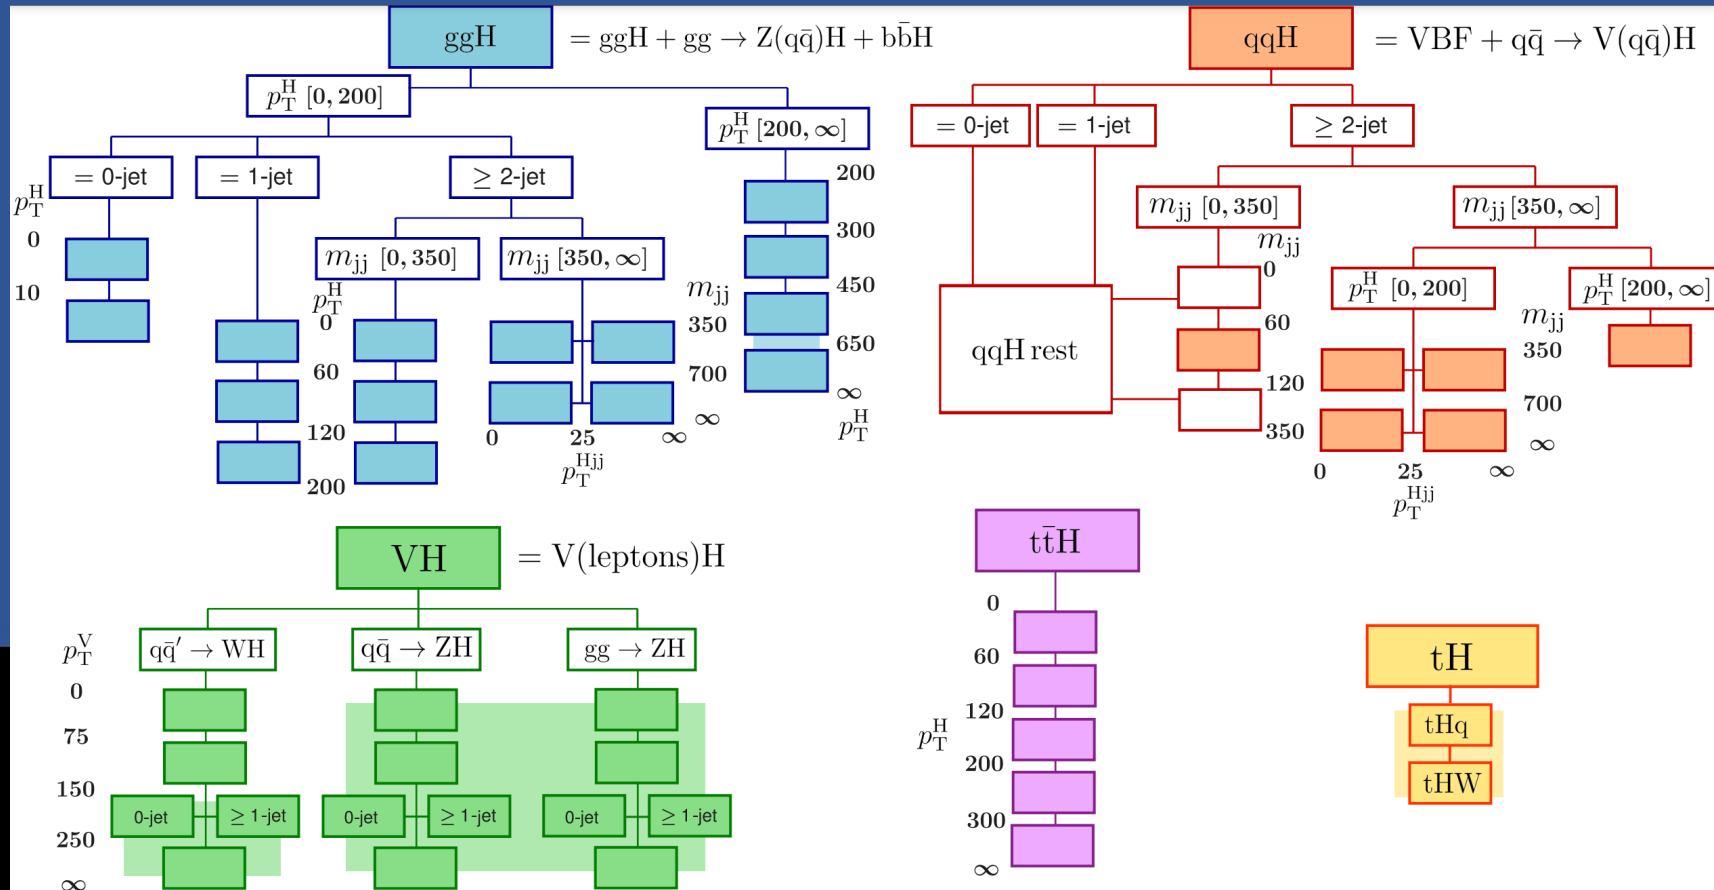 ggH = ggH + gg → Z(qq̄)H + bb̄H
p_T^H [0, 200]
p_T^H [200, ∞]
= 0-jet
= 1-jet
≥ 2-jet
p_T^H
0
10
m_jj [0, 350]
m_jj [350, ∞]
p_T^H
0
60
120
200
m_jj
350
700
∞
0 25 ∞
p_T^Hjj
200
300
450
650
∞
p_T^H
qqH = VBF + qq̄ → V(qq̄)H
= 0-jet
= 1-jet
≥ 2-jet
m_jj [0, 350]
m_jj [350, ∞]
qqH rest
m_jj
0
60
120
350
p_T^H [0, 200]
p_T^H [200, ∞]
m_jj
350
700
∞
0 25 ∞
p_T^Hjj
VH = V(leptons)H
qq̄′ → WH
qq̄ → ZH
gg → ZH
p_T^V
0
75
150
250
∞
0-jet ≥ 1-jet
0-jet ≥ 1-jet
0-jet ≥ 1-jet
tt̄H
0
60
120
p_T^H
200
300
∞
tH
tHq
tHW